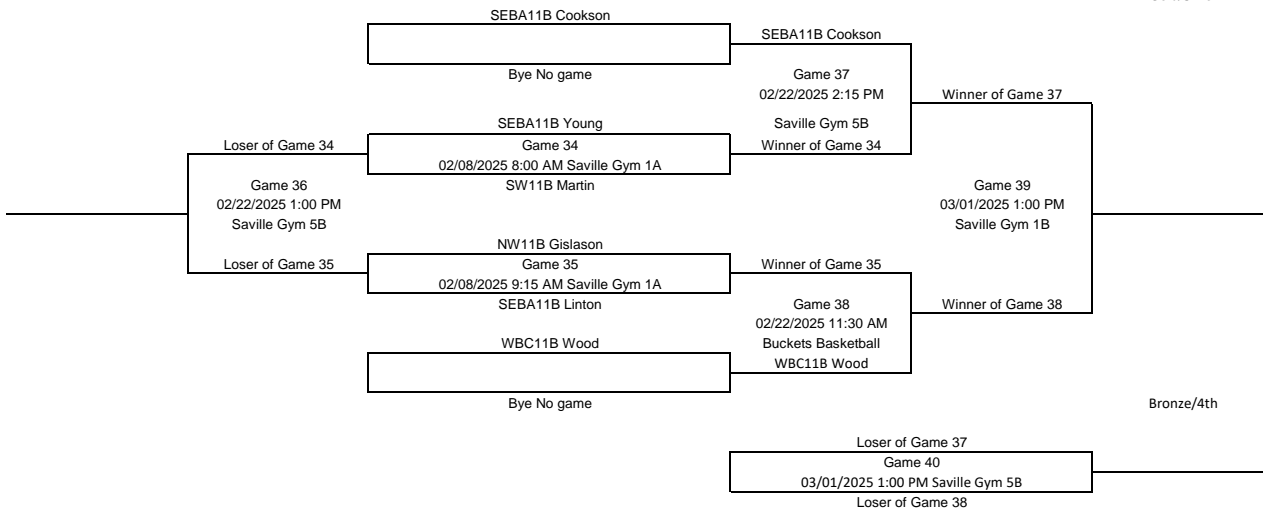 SEBA11B Cookson
SEBA11B Cookson
Bye No game
Game 37
02/22/2025 2:15 PM
Winner of Game 37
SEBA11B Young
Saville Gym 5B
Loser of Game 34
Game 34
Winner of Game 34
02/08/2025 8:00 AM Saville Gym 1A
SW11B Martin
Game 36
02/22/2025 1:00 PM
Saville Gym 5B
Game 39
03/01/2025 1:00 PM
Saville Gym 1B
NW11B Gislason
Loser of Game 35
Game 35
Winner of Game 35
02/08/2025 9:15 AM Saville Gym 1A
SEBA11B Linton
Game 38
Winner of Game 38
02/22/2025 11:30 AM
WBC11B Wood
Buckets Basketball
WBC11B Wood
Bye No game
Bronze/4th
Loser of Game 37
Game 40
03/01/2025 1:00 PM Saville Gym 5B
Loser of Game 38